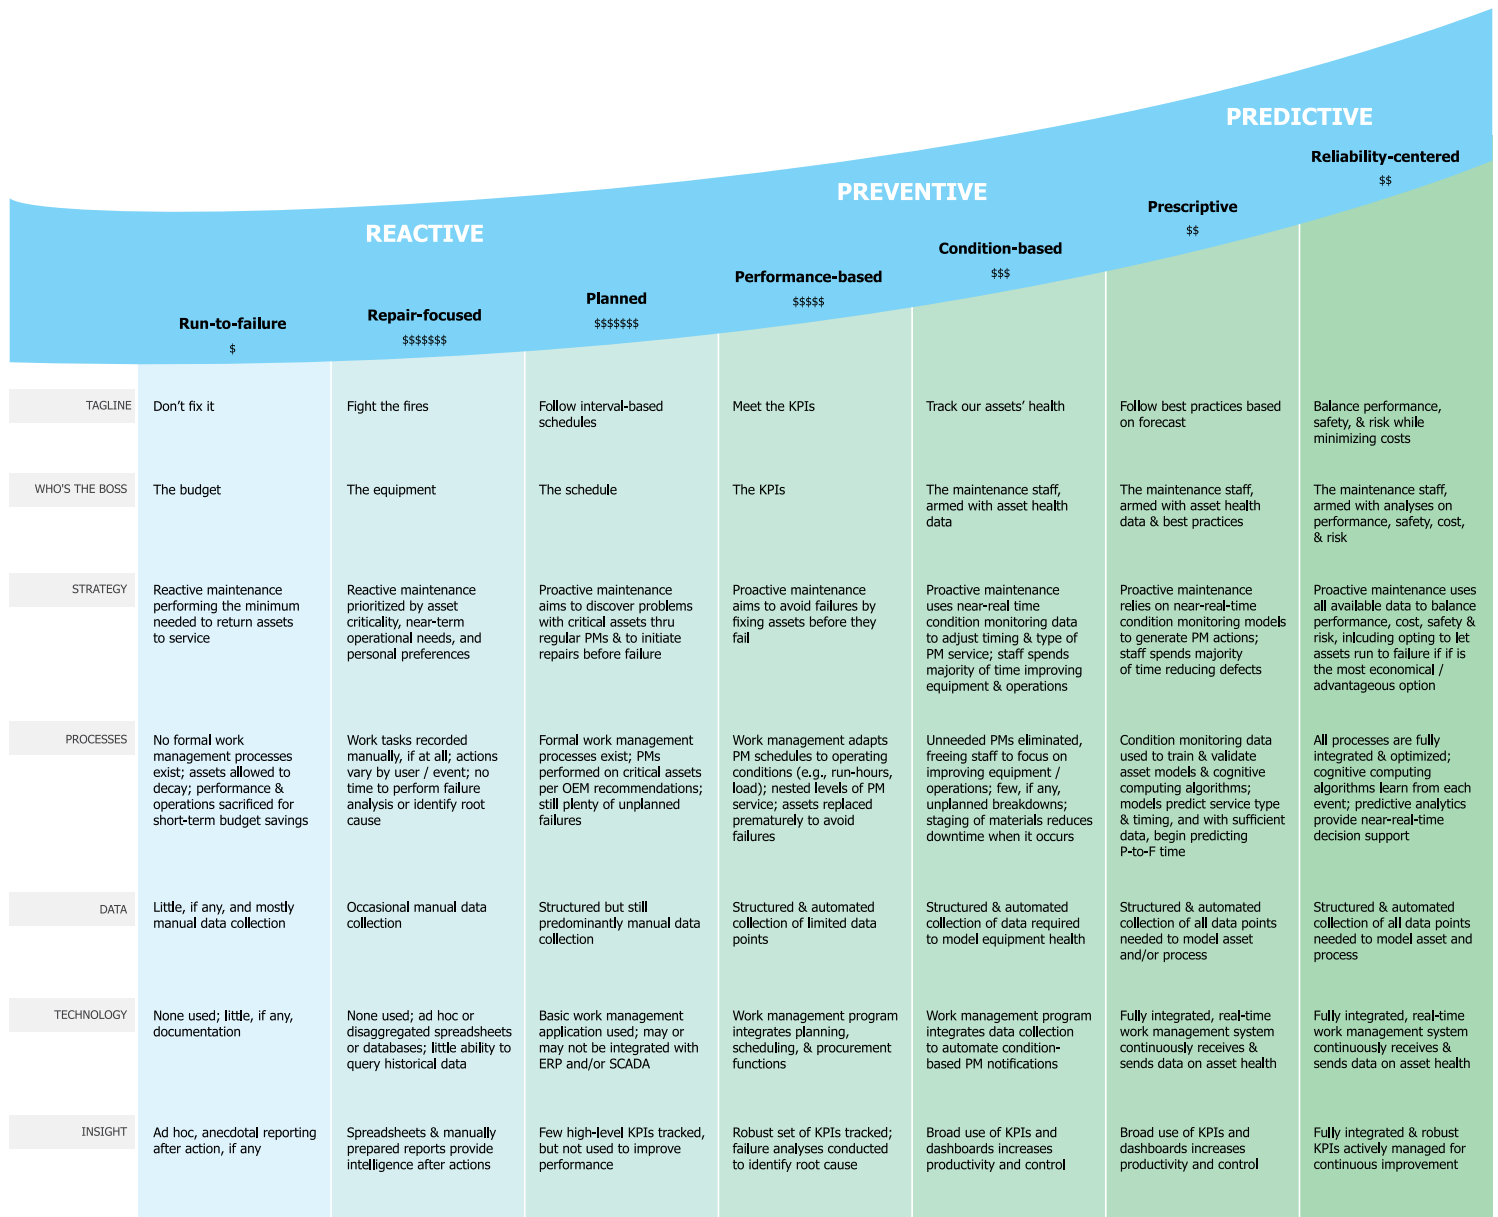 PREDICTIVE
Reliability-centered
$$
PREVENTIVE
Prescriptive
$$
REACTIVE
Condition-based
$$$
Performance-based
$$$$$
Planned
$$$$$$$
Repair-focused
$$$$$$$
Run-to-failure
$
TAGLINE
Don't fix it
Fight the fires
Follow interval-based
schedules
Meet the KPIs
Track our assets' health
Follow best practices based
on forecast
Balance performance,
safety, & risk while
minimizing costs
WHO'S THE BOSS
The budget
The equipment
The schedule
The KPIs
The maintenance staff,
armed with asset health
data
The maintenance staff,
armed with asset health
data & best practices
The maintenance staff,
armed with analyses on
performance, safety, cost,
& risk
STRATEGY
Reactive maintenance
performing the minimum
needed to return assets
to service
Reactive maintenance
prioritized by asset
criticality, near-term
operational needs, and
personal preferences
Proactive maintenance
aims to discover problems
with critical assets thru
regular PMs & to initiate
repairs before failure
Proactive maintenance
aims to avoid failures by
fixing assets before they
fail
Proactive maintenance
uses near-real time
condition monitoring data
to adjust timing & type of
PM service; staff spends
majority of time improving
equipment & operations
Proactive maintenance
relies on near-real-time
condition monitoring models
to generate PM actions;
staff spends majority
of time reducing defects
Proactive maintenance uses
all available data to balance
performance, cost, safety &
risk, inlcuding opting to let
assets run to failure if if is
the most economical /
advantageous option
PROCESSES
No formal work
management processes
exist; assets allowed to
decay; performance &
operations sacrificed for
short-term budget savings
Work tasks recorded
manually, if at all; actions
vary by user / event; no
time to perform failure
analysis or identify root
cause
Formal work management
processes exist; PMs
performed on critical assets
per OEM recommendations;
still plenty of unplanned
failures
Work management adapts
PM schedules to operating
conditions (e.g., run-hours,
load); nested levels of PM
service; assets replaced
prematurely to avoid
failures
Unneeded PMs eliminated,
freeing staff to focus on
improving equipment /
operations; few, if any,
unplanned breakdowns;
staging of materials reduces
downtime when it occurs
Condition monitoring data
used to train & validate
asset models & cognitive
computing algorithms;
models predict service type
& timing, and with sufficient
data, begin predicting
P-to-F time
All processes are fully
integrated & optimized;
cognitive computing
algorithms learn from each
event; predictive analytics
provide near-real-time
decision support
DATA
Little, if any, and mostly
manual data collection
Occasional manual data
collection
Structured but still
predominantly manual data
collection
Structured & automated
collection of limited data
points
Structured & automated
collection of data required
to model equipment health
Structured & automated
collection of all data points
needed to model asset
and/or process
Structured & automated
collection of all data points
needed to model asset and
process
TECHNOLOGY
None used; little, if any,
documentation
None used; ad hoc or
disaggregated spreadsheets
or databases; little ability to
query historical data
Basic work management
application used; may or
may not be integrated with
ERP and/or SCADA
Work management program
integrates planning,
scheduling, & procurement
functions
Work management program
integrates data collection
to automate condition-
based PM notifications
Fully integrated, real-time
work management system
continuously receives &
sends data on asset health
Fully integrated, real-time
work management system
continuously receives &
sends data on asset health
INSIGHT
Ad hoc, anecdotal reporting
after action, if any
Spreadsheets & manually
prepared reports provide
intelligence after actions
Few high-level KPIs tracked,
but not used to improve
performance
Robust set of KPIs tracked;
failure analyses conducted
to identify root cause
Broad use of KPIs and
dashboards increases
productivity and control
Broad use of KPIs and
dashboards increases
productivity and control
Fully integrated & robust
KPIs actively managed for
continuous improvement